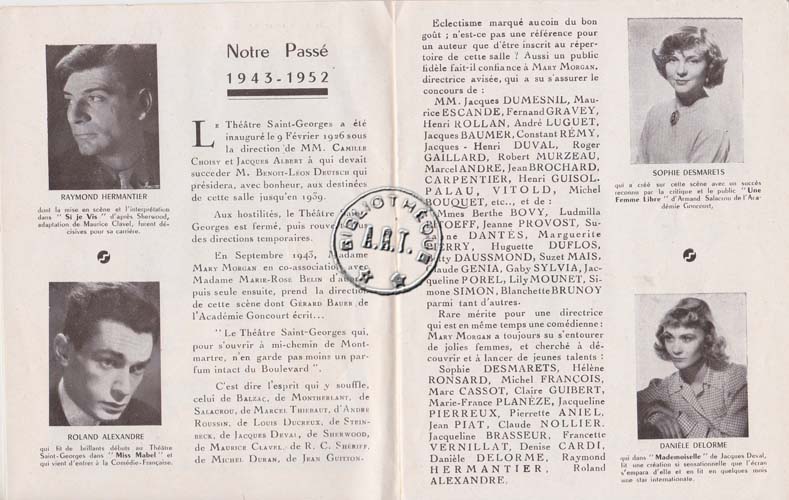 RAYMOND HERMANTIER
dont la mise en scène et l'interprétation
dans " Si je Vis " d'après Sherwood,
adaptation de Maurice Clavel, furent dé-
cisives pour sa carrière.
ROLAND ALEXANDRE
qui fit de brillants débuts au Théâtre
Saint-Georges dans "Miss Mabel" et
qui vient d'entrer à la Comédie-Française.
Notre Passé
1943-1952
Le Théâtre Saint-Georges a été
inauguré le 9 Février 1926 sous
la direction de MM. Camille
Choisy et Jacques Albert à qui devait
succeder M. Benoit-Léon Deutsch qui
présidera, avec bonheur, aux destinées
de cette salle jusqu'en 1939.
Aux hostilités, le Théâtre
Georges est fermé, puis
des directions temporaires.
En Septembre 1943, Madame
Mary Morgan en co-association avec
Madame Marie-Rose Belin
puis seule ensuite, prend la direction
de cette scène dont Gérard Bauer de
l'Académie Goncourt écrit...
" Le Théâtre Saint-Georges qui,
pour s'ouvrir à mi-chemin de Mont-
martre, n'en garde pas moins un par-
fum intact du Boulevard ".
C'est dire l'esprit qui y souffle,
celui de Balzac, de Montherlant, de
Salacrou, de Marcel Thiebaut, d'André
Roussin, de Louis Ducreux, de Stein-
beck, de Jacques Deval, de Sherwood,
de Maurice Clavel, de R. C. Shériff,
de Michel Duran, de Jean Guitton.
Eclectisme marqué au coin du bon
goût ; n'est-ce pas une référence pour
un auteur que d'être inscrit au réper-
toire de cette salle ? Aussi un public
fidèle fait-il confiance à Mary Morgan,
directrice avisée, qui a su s'assurer le
concours de :
MM. Jacques DUMESNIL, Mau-
rice ESCANDE, Fernand GRAVEY,
Henri ROLLAN, André LUGUET,
Jacques BAUMER, Constant RÉMY,
Jacques - Henri DUVAL, Roger
GAILLARD, Robert MURZEAU,
Marcel ANDRE, Jean BROCHARD,
CARPENTIER, Henri GUISOL,
PALAU, VITOLD, Michel
BOUQUET, etc.., et de :
Mmes Berthe BOVY, Ludmilla
TOEFF, Jeanne PROVOST, Su-
DANTÈS, Marguerite
Huguette DUFLOS,
DAUSSMOND, Suzet MAIS,
GENIA, Gaby SYLVIA, Jac-
queline POREL, Lily MOUNET, Si-
mone SIMON, Blanchette BRUNOY
parmi tant d'autres.
Rare mérite pour une directrice
qui est en même temps une comédienne :
Mary Morgan a toujours su s'entourer
de jolies femmes, et cherché à dé-
couvrir et à lancer de jeunes talents :
Sophie DESMARETS, Hélène
RONSARD, Michel FRANÇOIS,
Marc CASSOT, Claire GUIBERT,
Marie-France PLANÈZE, Jacqueline
PIERREUX, Pierrette ANIEL,
Jean PIAT, Claude NOLLIER,
Jacqueline BRASSEUR, Francette
VERNILLAT, Denise CARDI,
Danièle DELORME, Raymond
HERMANTIER, Roland
ALEXANDRE.
BIBLIOTHÈQUE
A.R.T.
SOPHIE DESMARETS
qui a créé sur cette scène avec un succès
reconnu par la critique et le public "Une
Femme Libre" d'Armand Salacrou de l'Aca-
démie Goncourt.
DANIÈLE DELORME
qui dans "Mademoiselle" de Jacques Deval,
fit une création si sensationnelle que l'écran
s'empara d'elle et en fit en quelques mois
une star internationale.